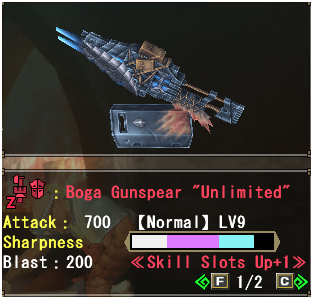 Z : Boga Gunspear "Unlimited"
Attack : 700 【Normal】LV9
Sharpness
Blast : 200 ≪Skill Slots Up+1≫
F 1/2 C